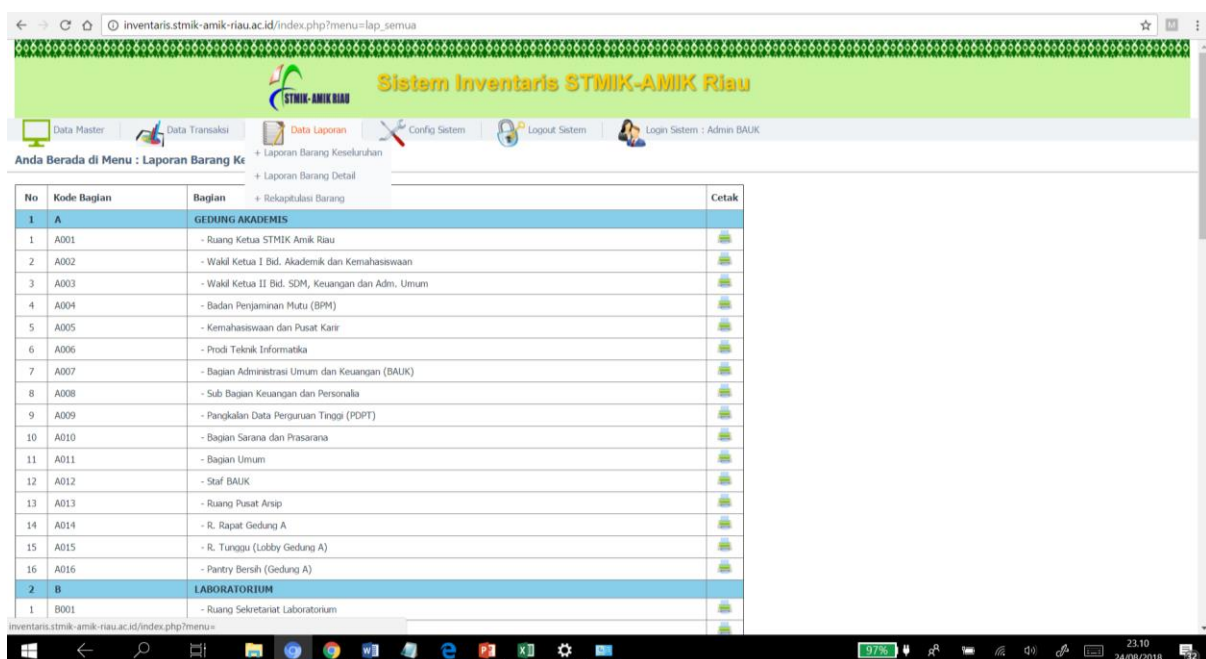 inventaris.stmik-amik-riau.ac.id/index.php?menu=lap_semua
STMIK-AMIK RIAU
Sistem Inventaris STMIK-AMIK Riau
Data Master Data Transaksi Data Laporan Config Sistem Logout Sistem Login Sistem : Admin BAUK
Anda Berada di Menu : Laporan Barang Ke
+ Laporan Barang Keseluruhan
+ Laporan Barang Detail
+ Rekapitulasi Barang
No Kode Bagian Bagian Cetak
1 A GEDUNG AKADEMIS
1 A001 - Ruang Ketua STMIK Amik Riau
2 A002 - Wakil Ketua I Bid. Akademik dan Kemahasiswaan
3 A003 - Wakil Ketua II Bid. SDM, Keuangan dan Adm. Umum
4 A004 - Badan Penjaminan Mutu (BPM)
5 A005 - Kemahasiswaan dan Pusat Karir
6 A006 - Prodi Teknik Informatika
7 A007 - Bagian Administrasi Umum dan Keuangan (BAUK)
8 A008 - Sub Bagian Keuangan dan Personalia
9 A009 - Pangkalan Data Perguruan Tinggi (PDPT)
10 A010 - Bagian Sarana dan Prasarana
11 A011 - Bagian Umum
12 A012 - Staf BAUK
13 A013 - Ruang Pusat Arsip
14 A014 - R. Rapat Gedung A
15 A015 - R. Tunggu (Lobby Gedung A)
16 A016 - Pantry Bersih (Gedung A)
2 B LABORATORIUM
1 B001 - Ruang Sekretariat Laboratorium
inventaris.stmik-amik-riau.ac.id/index.php?menu=
97% 23.10
24/08/2018